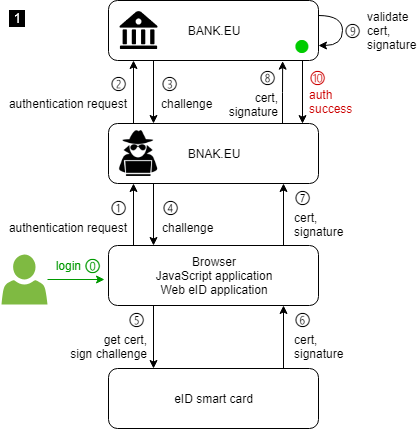 1
BANK.EU
9
validate
cert,
signature
2
authentication request
3
challenge
8
cert,
signature
10
auth
success
BNAK.EU
1
authentication request
4
challenge
7
cert,
signature
login 0
Browser
JavaScript application
Web eID application
5
get cert,
sign challenge
6
cert,
signature
eID smart card